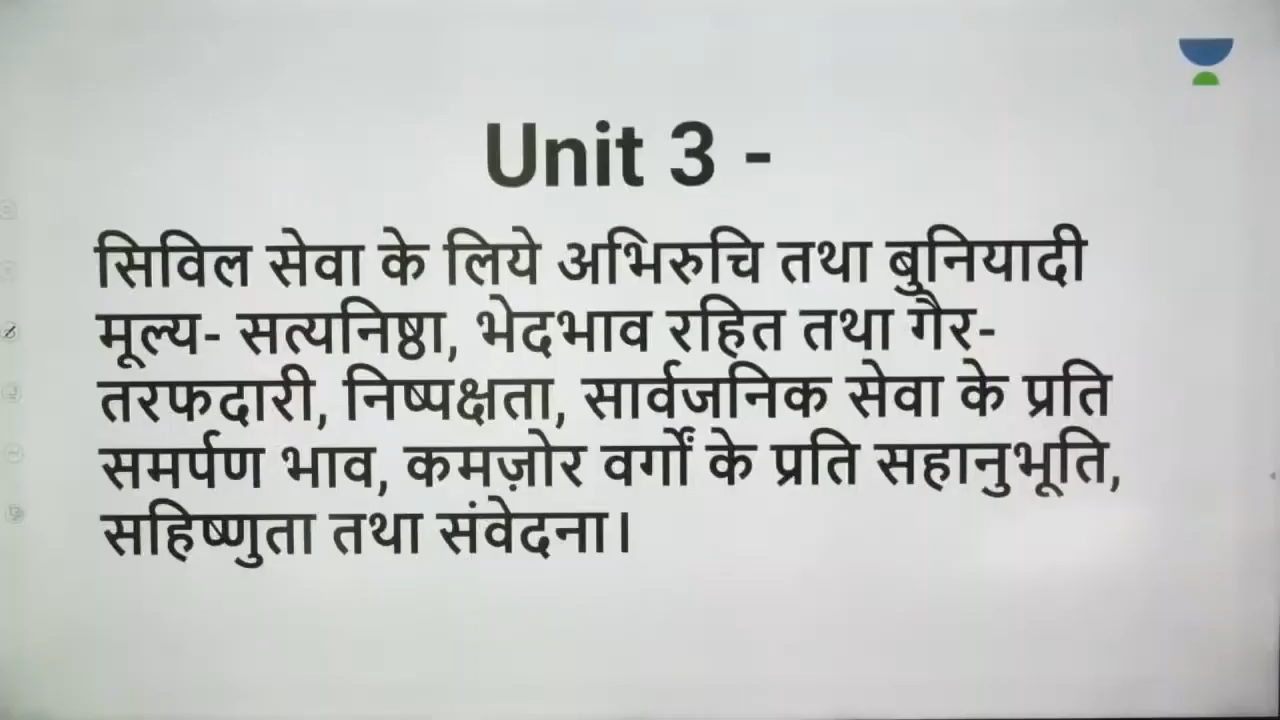 Unit 3 -
सिविल सेवा के लिये अभिरुचि तथा बुनियादी
मूल्य- सत्यनिष्ठा, भेदभाव रहित तथा गैर-
तरफदारी, निष्पक्षता, सार्वजनिक सेवा के प्रति
समर्पण भाव, कमज़ोर वर्गों के प्रति सहानुभूति,
सहिष्णुता तथा संवेदना।